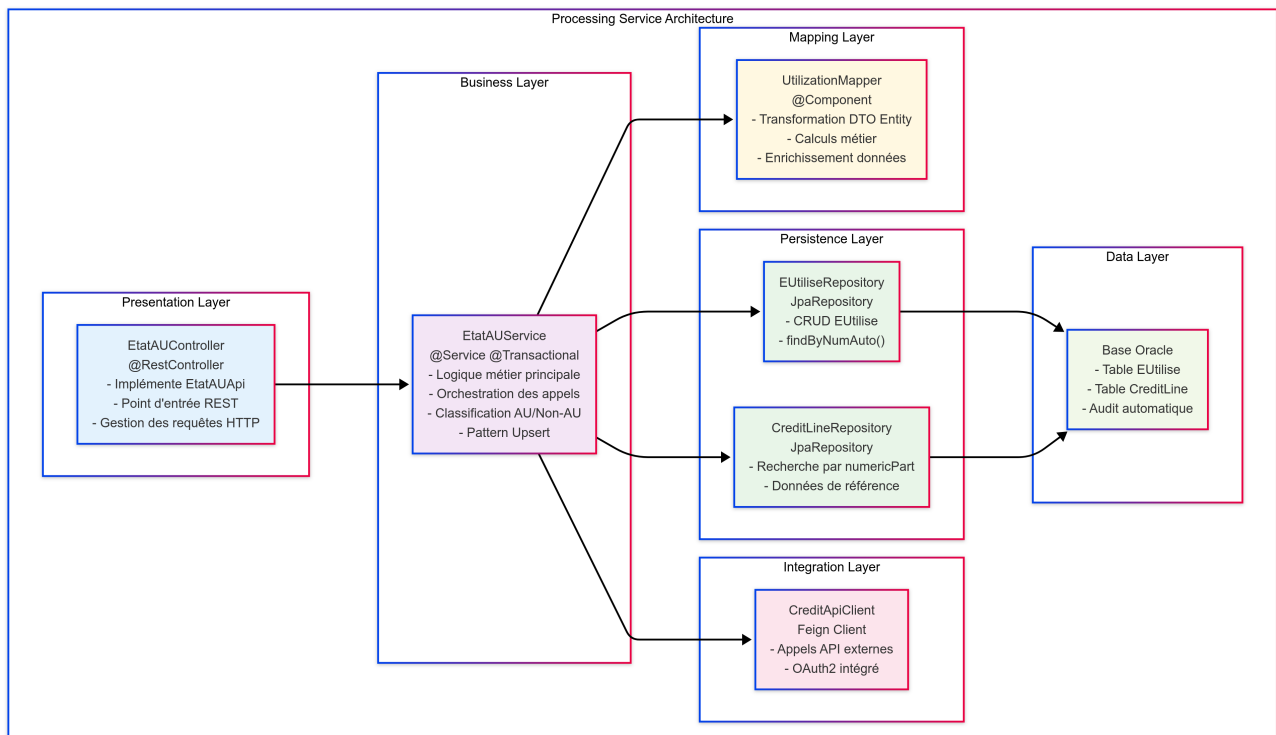 Processing Service Architecture
Presentation Layer
EtatAUController
@RestController
- Implémente EtatAUApi
- Point d'entrée REST
- Gestion des requêtes HTTP
Business Layer
EtatAUService
@Service @Transactional
- Logique métier principale
- Orchestration des appels
- Classification AU/Non-AU
- Pattern Upsert
Mapping Layer
UtilizationMapper
@Component
- Transformation DTO Entity
- Calculs métier
- Enrichissement données
Persistence Layer
EUtiliseRepository
JpaRepository
- CRUD EUtilise
- findByNumAuto()
CreditLineRepository
JpaRepository
- Recherche par numericPart
- Données de référence
Integration Layer
CreditApiClient
Feign Client
- Appels API externes
- OAuth2 intégré
Data Layer
Base Oracle
- Table EUtilise
- Table CreditLine
- Audit automatique